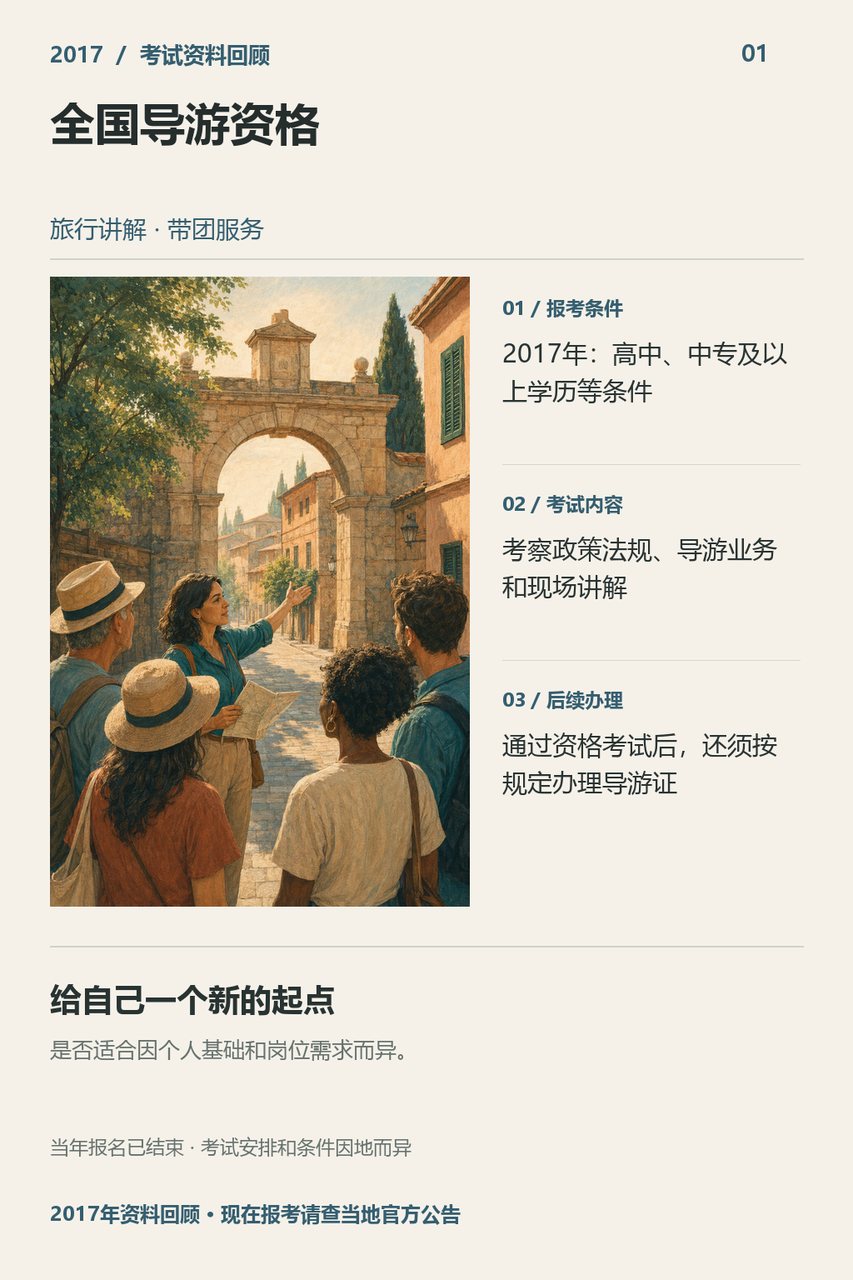 2017 / 考试资料回顾
01
全国导游资格
旅行讲解 · 带团服务
01 / 报考条件
2017年：高中、中专及以
上学历等条件
02 / 考试内容
考察政策法规、导游业务
和现场讲解
03 / 后续办理
通过资格考试后，还须按
规定办理导游证
给自己一个新的起点
是否适合因个人基础和岗位需求而异。
当年报名已结束 · 考试安排和条件因地而异
2017年资料回顾 • 现在报考请查当地官方公告